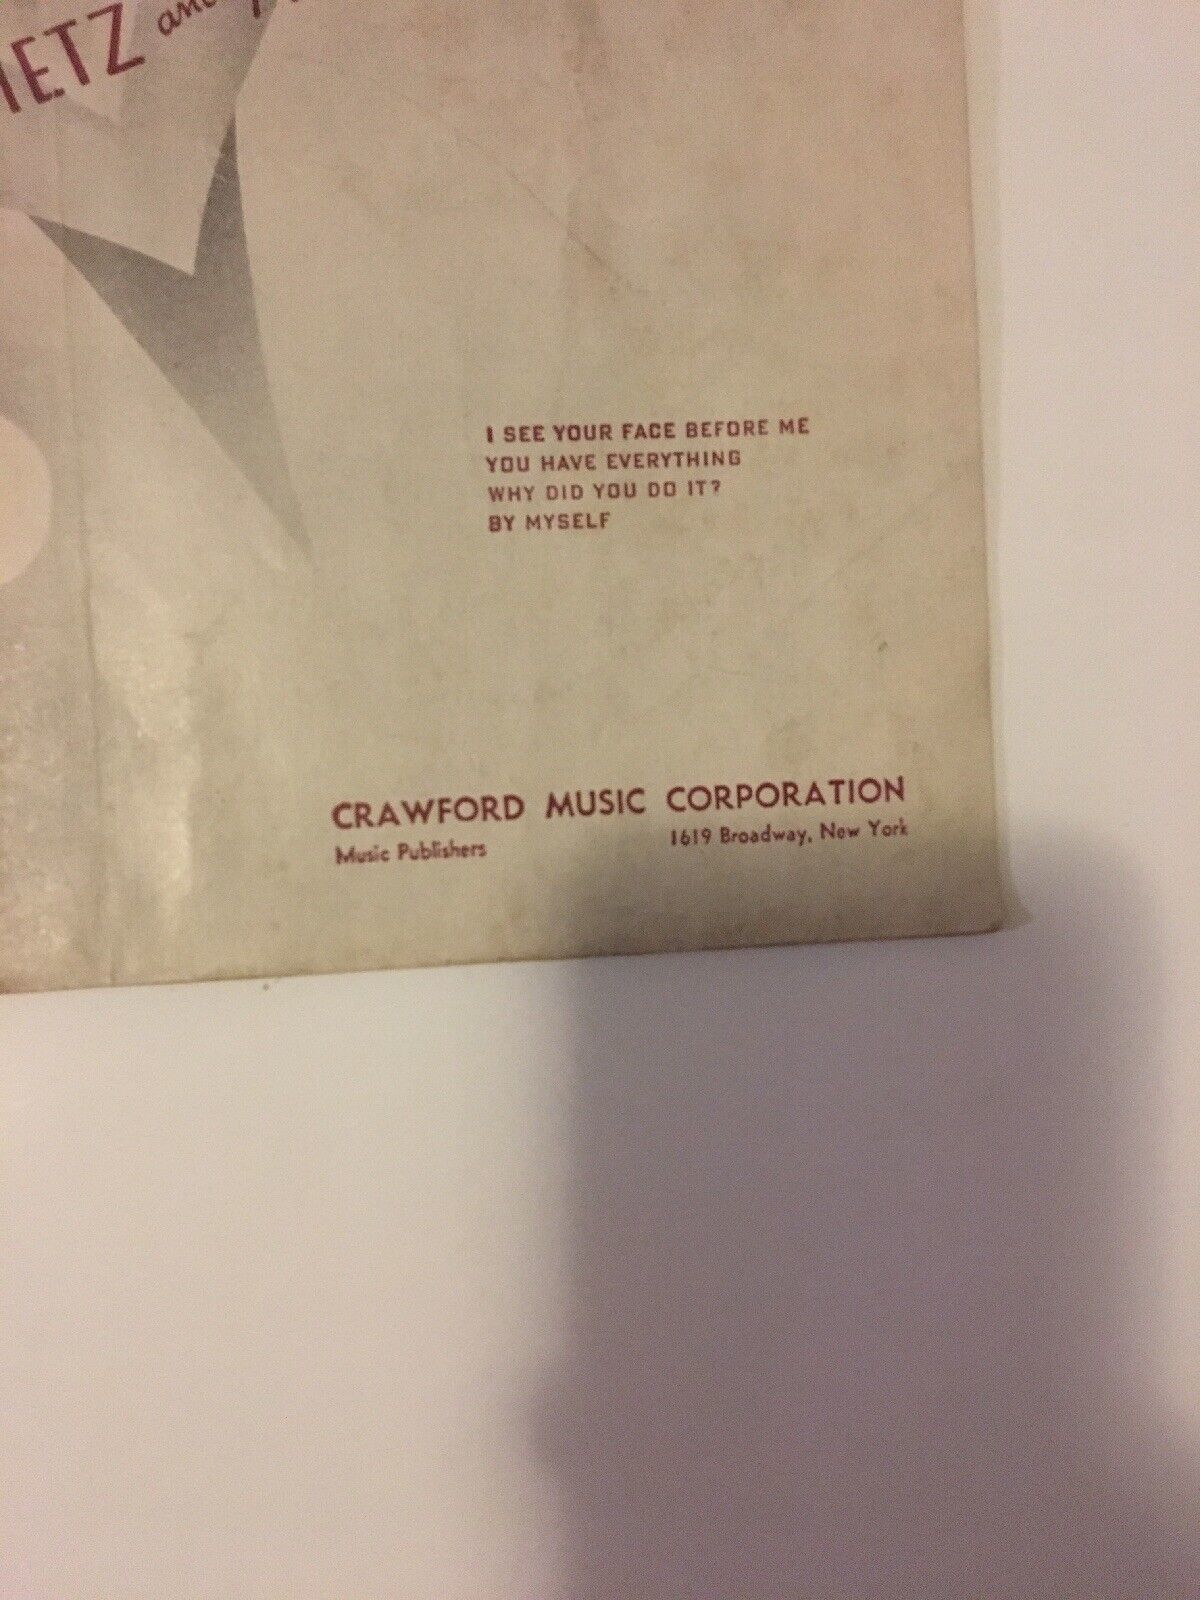 IETZ and
I SEE YOUR FACE BEFORE ME
YOU HAVE EVERYTHING
WHY DID YOU DO IT?
BY MYSELF
CRAWFORD MUSIC CORPORATION
Music Publishers 1619 Broadway, New York